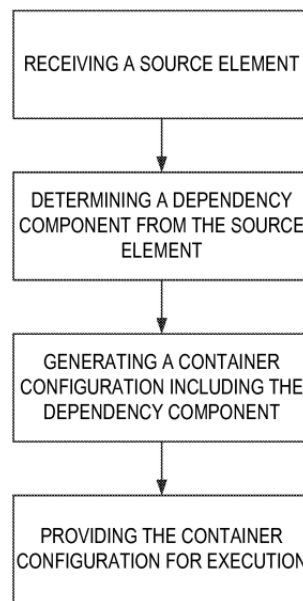 RECEIVING A SOURCE ELEMENT
DETERMINING A DEPENDENCY
COMPONENT FROM THE SOURCE
ELEMENT
GENERATING A CONTAINER
CONFIGURATION INCLUDING THE
DEPENDENCY COMPONENT
PROVIDING THE CONTAINER
CONFIGURATION FOR EXECUTION